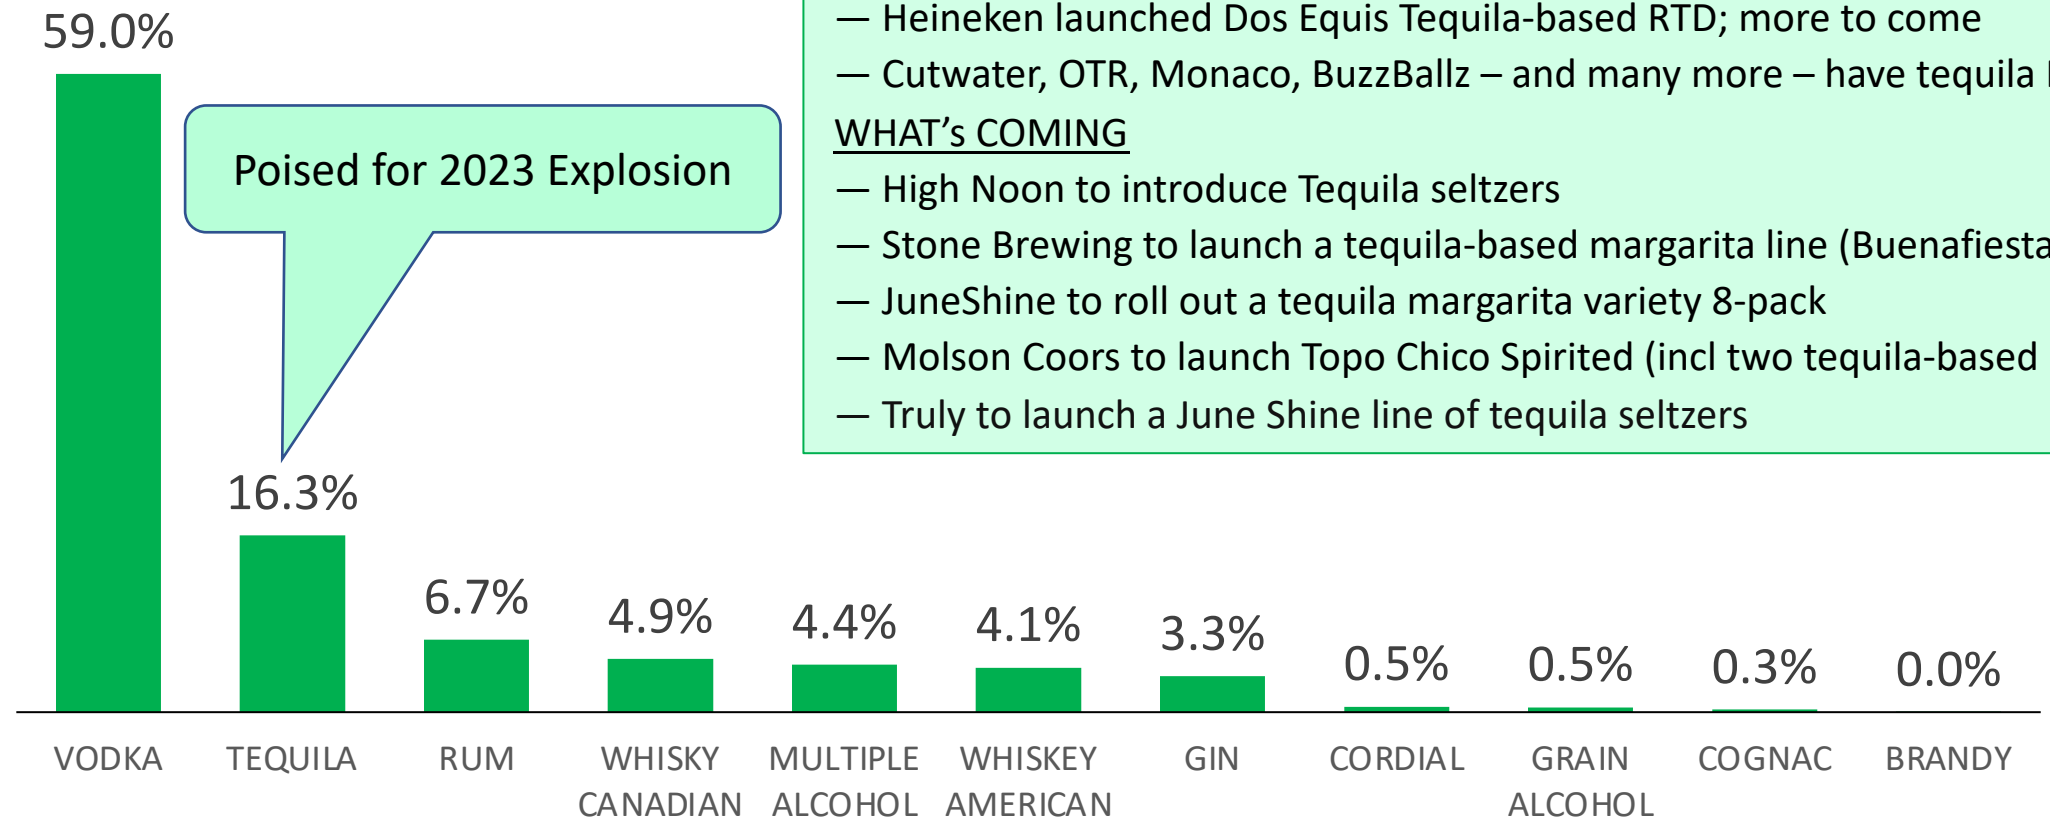 59.0%
— Heineken launched Dos Equis Tequila-based RTD; more to come
— Cutwater, OTR, Monaco, BuzzBallz – and many more – have tequila
WHAT’s COMING
— High Noon to introduce Tequila seltzers
— Stone Brewing to launch a tequila-based margarita line (Buenafiesta
— JuneShine to roll out a tequila margarita variety 8-pack
— Molson Coors to launch Topo Chico Spirited (incl two tequila-based
— Truly to launch a June Shine line of tequila seltzers
Poised for 2023 Explosion
16.3%
6.7%
4.9%
4.4%
4.1%
3.3%
0.5%
0.5%
0.3%
0.0%
VODKA
TEQUILA
RUM
WHISKY
CANADIAN
MULTIPLE
ALCOHOL
WHISKEY
AMERICAN
GIN
CORDIAL
GRAIN
ALCOHOL
COGNAC
BRANDY